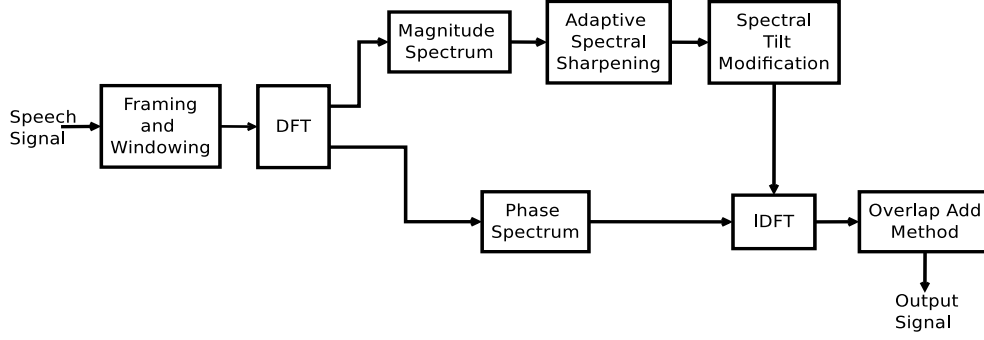 Speech
Signal
Framing
and
Windowing
DFT
Magnitude
Spectrum
Adaptive
Spectral
Sharpening
Spectral
Tilt
Modification
Phase
Spectrum
IDFT
Overlap Add
Method
Output
Signal